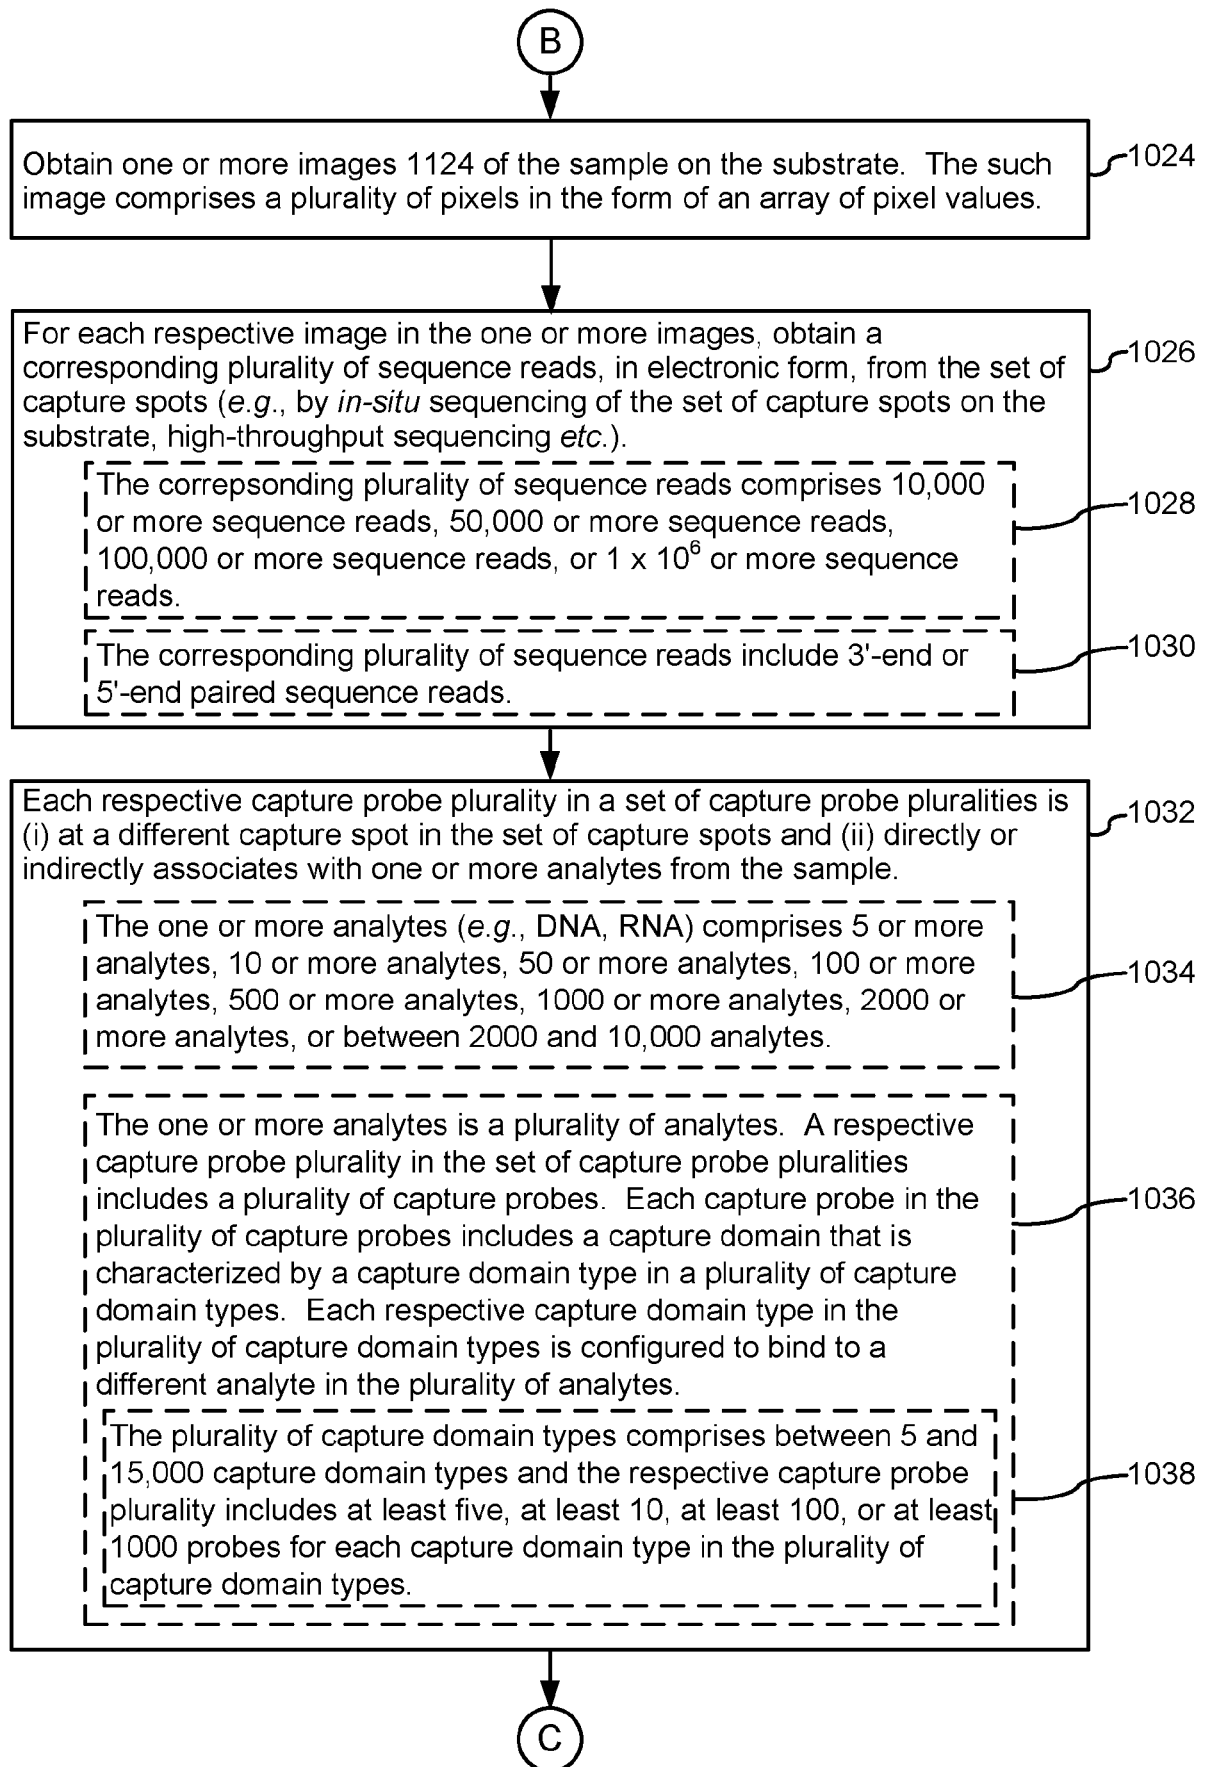 B
Obtain one or more images 1124 of the sample on the substrate.  The such
image comprises a plurality of pixels in the form of an array of pixel values.
1024
For each respective image in the one or more images, obtain a
corresponding plurality of sequence reads, in electronic form, from the set of
capture spots (e.g., by in-situ sequencing of the set of capture spots on the
substrate, high-throughput sequencing etc.).
1026
The correpsonding plurality of sequence reads comprises 10,000
or more sequence reads, 50,000 or more sequence reads,
100,000 or more sequence reads, or 1 x 10⁶ or more sequence
reads.
1028
The corresponding plurality of sequence reads include 3'-end or
5'-end paired sequence reads.
1030
Each respective capture probe plurality in a set of capture probe pluralities is
(i) at a different capture spot in the set of capture spots and (ii) directly or
indirectly associates with one or more analytes from the sample.
1032
The one or more analytes (e.g., DNA, RNA) comprises 5 or more
analytes, 10 or more analytes, 50 or more analytes, 100 or more
analytes, 500 or more analytes, 1000 or more analytes, 2000 or
more analytes, or between 2000 and 10,000 analytes.
1034
The one or more analytes is a plurality of analytes.  A respective
capture probe plurality in the set of capture probe pluralities
includes a plurality of capture probes.  Each capture probe in the
plurality of capture probes includes a capture domain that is
characterized by a capture domain type in a plurality of capture
domain types.  Each respective capture domain type in the
plurality of capture domain types is configured to bind to a
different analyte in the plurality of analytes.
1036
The plurality of capture domain types comprises between 5 and
15,000 capture domain types and the respective capture probe
plurality includes at least five, at least 10, at least 100, or at least
1000 probes for each capture domain type in the plurality of
capture domain types.
1038
C